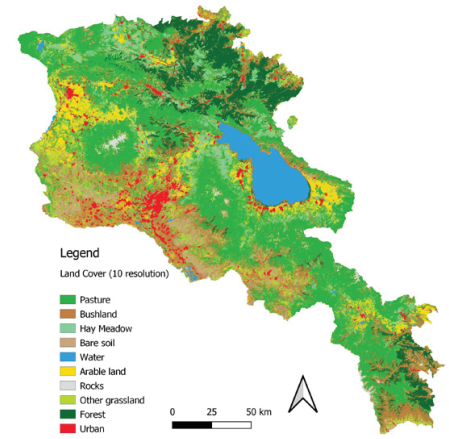 Legend
Land Cover (10 resolution)
Pasture
Bushland
Hay Meadow
Bare soil
Water
Arable land
Rocks
Other grassland
Forest
Urban
0 25 50 km